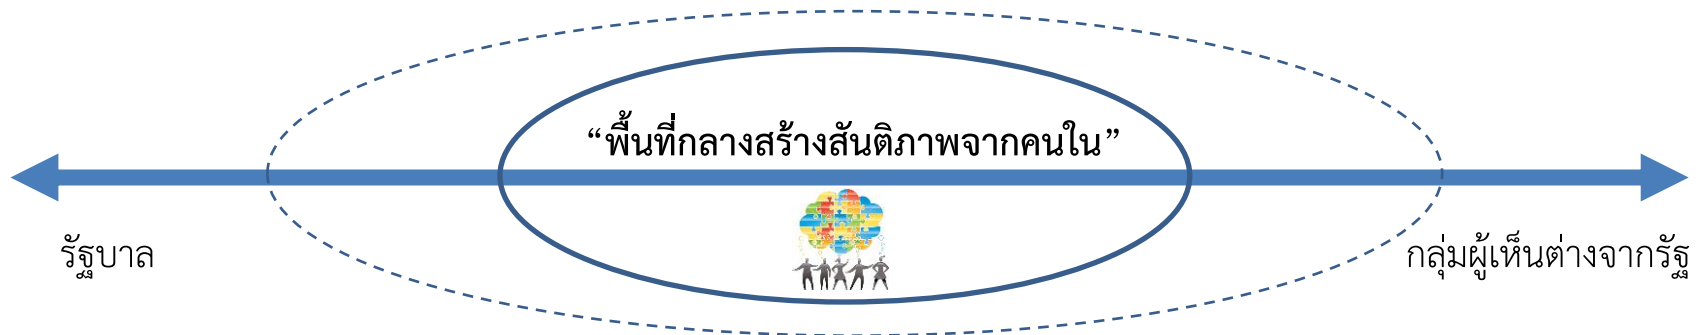 “พื้นที่กลางสร้างสันติภาพจากคนใน”
รัฐบาล
กลุ่มผู้เห็นต่างจากรัฐ